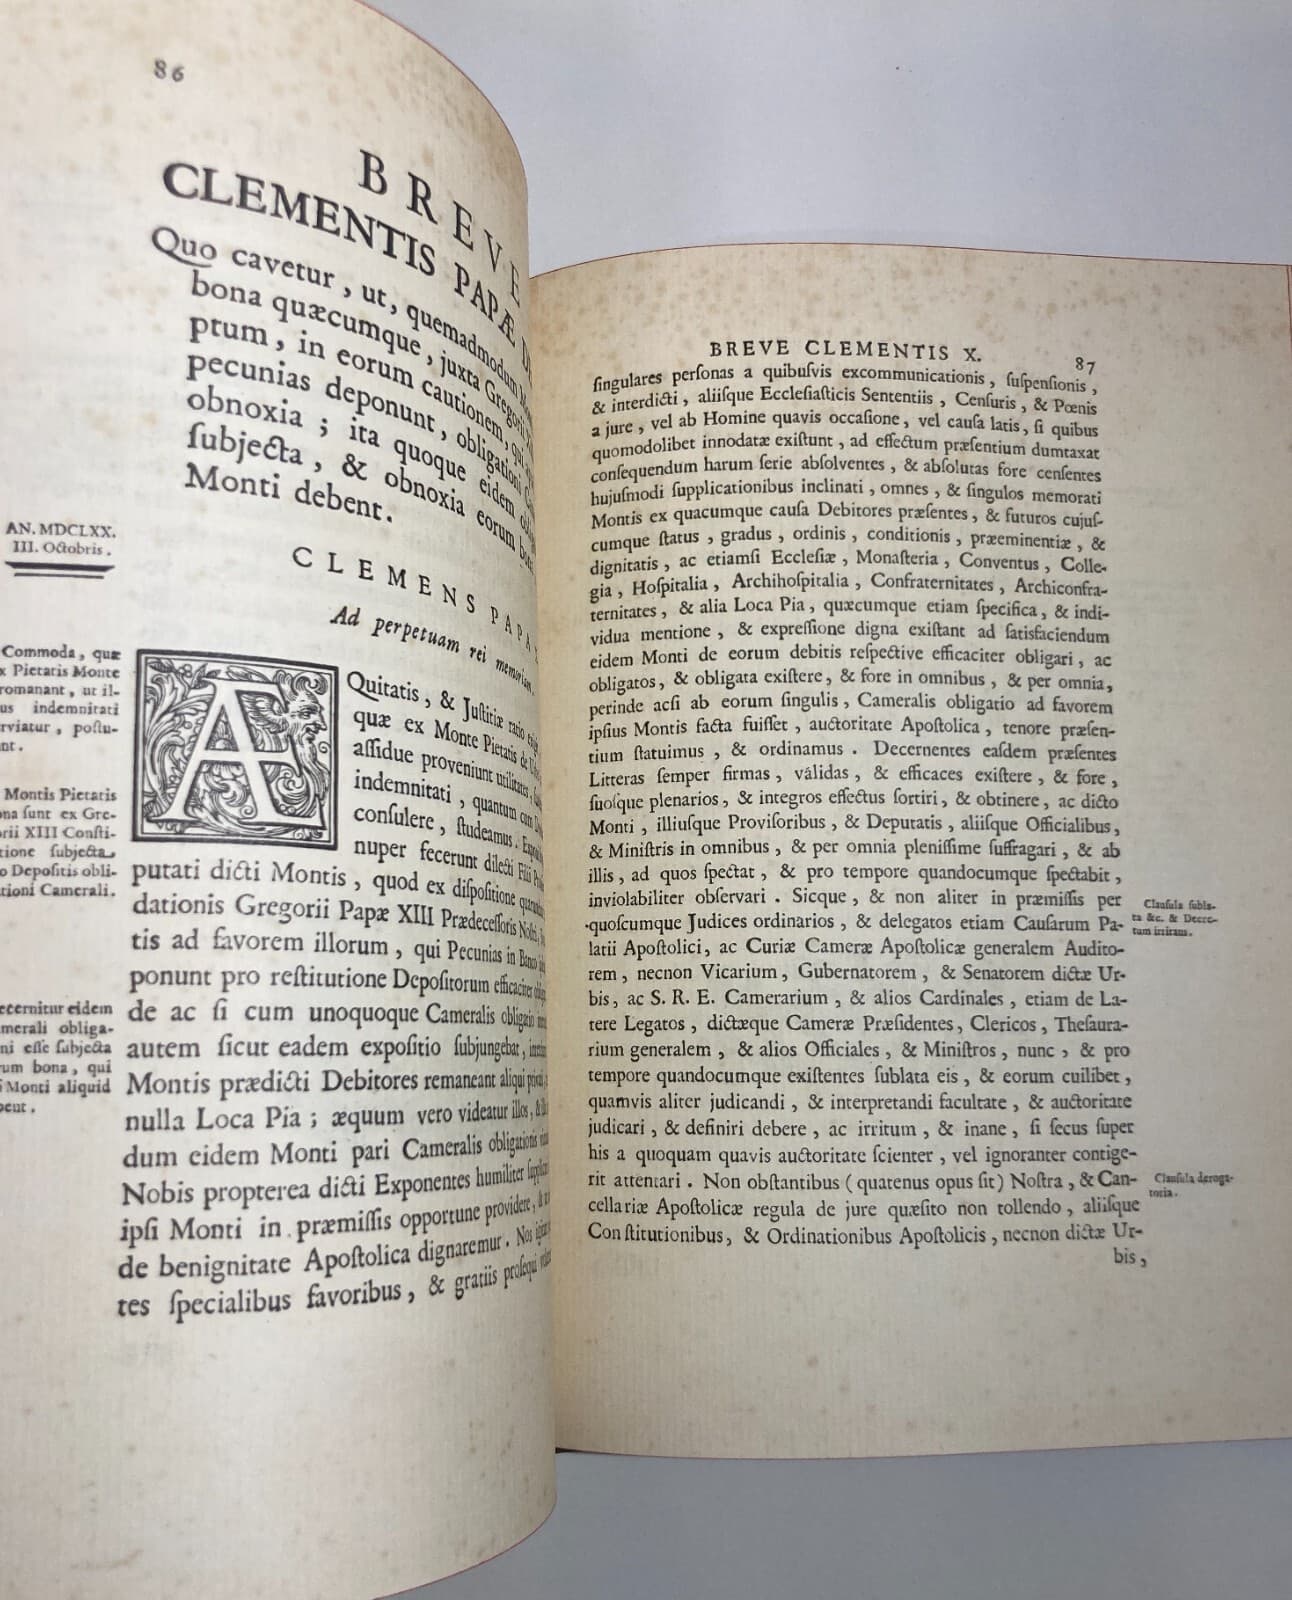 86
BREVE
CLEMENTIS PAPÆ
Quo cavetur, ut, quemadmodum
bona quæcumque, juxta Gregorii
ptum, in eorum cautionem, qui
pecunias deponunt, obligationi
obnoxia; ita quoque eidem
ſubjecta, & obnoxia eorum
Monti debent.
AN. MDCLXX.
III. Octobris.
CLEMENS PAPA
Ad perpetuam rei memoriam.
Commoda, quæ
Pietatis Monte
romanant, ut il-
indemnitati
poſtu-
Montis Pietatis
ſunt ex Gre-
XIII Conſti-
ſubjecta,
Depoſitis obli-
Camerali.
eidem
obliga-
eſſe ſubjecta
bona, qui
Monti aliquid
ÆQuitatis, & Juſtitiæ ratio
quæ ex Monte Pietatis de
aſſidue proveniunt utilitates,
indemnitati, quantum cum
conſulere, ſtudeamus.
nuper fecerunt dilecti Filii
putati dicti Montis, quod ex diſpoſitione
dationis Gregorii Papæ XIII Prædeceſſoris Noſtri,
tis ad favorem illorum, qui Pecunias in Banco
ponunt pro reſtitutione Depoſitorum efficaciter
de ac ſi cum unoquoque Cameralis obligatio
autem ſicut eadem expoſitio ſubjungebat,
Montis prædicti Debitores remaneant aliqui
nulla Loca Pia; æquum vero videatur illos,
dum eidem Monti pari Cameralis obligationis
Nobis propterea dicti Exponentes humiliter
ipſi Monti in præmiſſis opportune providere,
de benignitate Apoſtolica dignaremur. Nos
tes ſpecialibus favoribus, & gratiis proſequi
BREVE CLEMENTIS X. 87
ſingulares perſonas a quibuſvis excommunicationis, ſuſpenſionis,
& interdicti, aliiſque Eccleſiaſticis Sententiis, Cenſuris, & Pœnis
a jure, vel ab Homine quavis occaſione, vel cauſa latis, ſi quibus
quomodolibet innodatæ exiſtunt, ad effectum præſentium dumtaxat
conſequendum harum ſerie abſolventes, & abſolutas fore cenſentes
hujuſmodi ſupplicationibus inclinati, omnes, & ſingulos memorati
Montis ex quacumque cauſa Debitores præſentes, & futuros cujuſ-
cumque ſtatus, gradus, ordinis, conditionis, præeminentiæ, &
dignitatis, ac etiamſi Eccleſiæ, Monaſteria, Conventus, Colle-
gia, Hoſpitalia, Archihoſpitalia, Confraternitates, Archiconfra-
ternitates, & alia Loca Pia, quæcumque etiam ſpecifica, & indi-
vidua mentione, & expreſſione digna exiſtant ad ſatisfaciendum
eidem Monti de eorum debitis reſpective efficaciter obligari, ac
obligatos, & obligata exiſtere, & fore in omnibus, & per omnia,
perinde acſi ab eorum ſingulis, Cameralis obligatio ad favorem
ipſius Montis facta fuiſſet, auctoritate Apoſtolica, tenore præſen-
tium ſtatuimus, & ordinamus. Decernentes eaſdem præſentes
Litteras ſemper firmas, válidas, & efficaces exiſtere, & fore,
ſuoſque plenarios, & integros effectus ſortiri, & obtinere, ac dicto
Monti, illiuſque Proviſoribus, & Deputatis, aliiſque Officialibus,
& Miniſtris in omnibus, & per omnia pleniſſime ſuffragari, & ab
illis, ad quos ſpectat, & pro tempore quandocumque ſpectabit,
inviolabiliter obſervari. Sicque, & non aliter in præmiſſis per
quoſcumque Judices ordinarios, & delegatos etiam Cauſarum Pa-
latii Apoſtolici, ac Curiæ Cameræ Apoſtolicæ generalem Audito-
rem, necnon Vicarium, Gubernatorem, & Senatorem dictæ Ur-
bis, ac S. R. E. Camerarium, & alios Cardinales, etiam de La-
tere Legatos, dictæque Cameræ Præſidentes, Clericos, Theſaura-
rium generalem, & alios Officiales, & Miniſtros, nunc, & pro
tempore quandocumque exiſtentes ſublata eis, & eorum cuilibet,
quamvis aliter judicandi, & interpretandi facultate, & auctoritate
judicari, & definiri debere, ac irritum, & inane, ſi ſecus ſuper
his a quoquam quavis auctoritate ſcienter, vel ignoranter contige-
rit attentari. Non obſtantibus (quatenus opus ſit) Noſtra, & Can-
cellariæ Apoſtolicæ regula de jure quæſito non tollendo, aliiſque
Conſtitutionibus, & Ordinationibus Apoſtolicis, necnon dictæ Ur-
bis,
Clauſula ſubla-
ta &c. & Decre-
tum irritans.
Clauſula deroga-
toria.